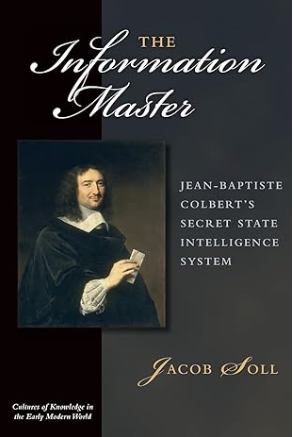 THE
Information
Master
JEAN-BAPTISTE
COLBERT'S
SECRET STATE
INTELLIGENCE
SYSTEM
JACOB SOLL
Cultures of Knowledge in
the Early Modern World